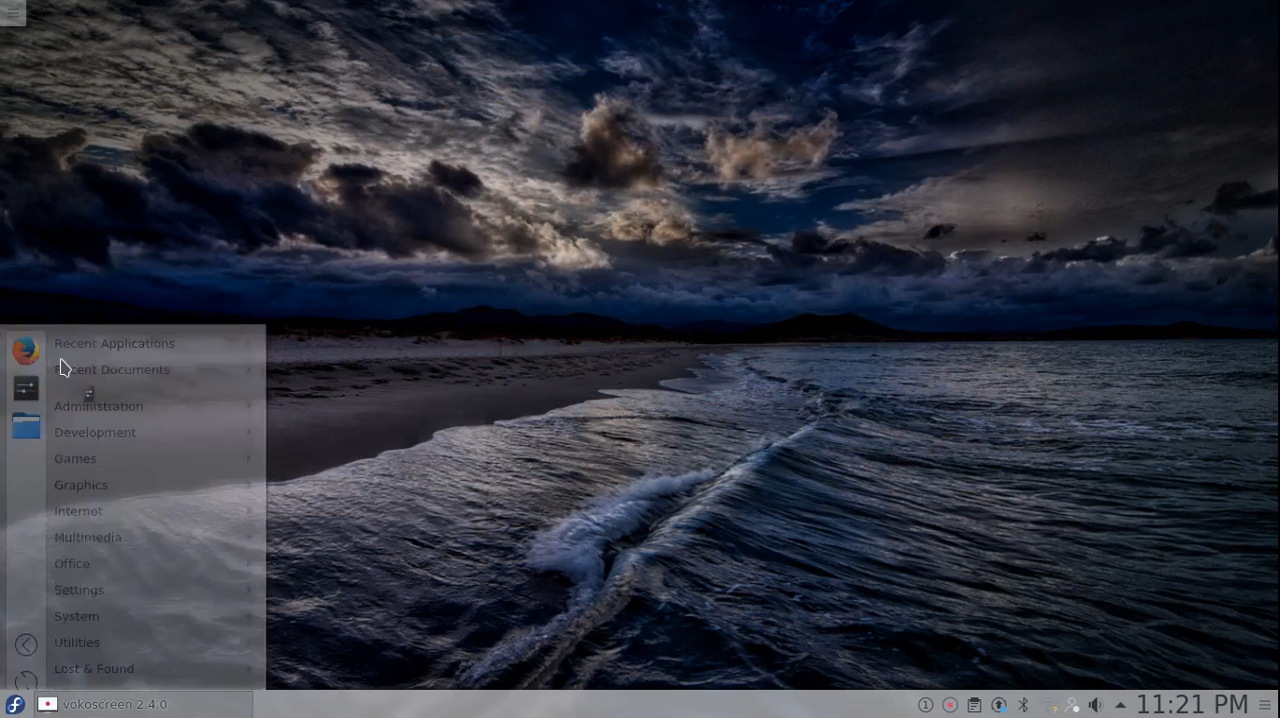 Recent Applications
Recent Documents
Administration
Development
Games
Graphics
Internet
Multimedia
Office
Settings
System
Utilities
Lost & Found
vokoscreen 2.4.0
11:21 PM